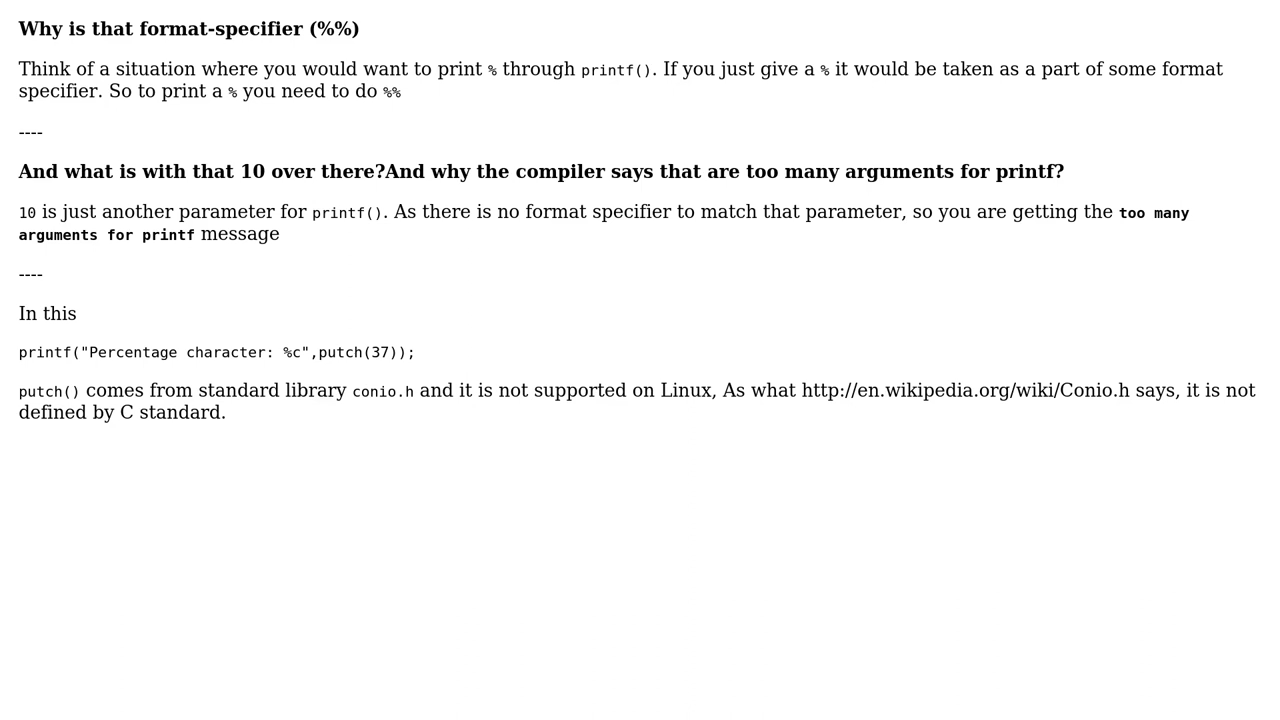 Why is that format-specifier (%%)
Think of a situation where you would want to print % through printf(). If you just give a % it would be taken as a part of some format
specifier. So to print a % you need to do %%
----
And what is with that 10 over there?And why the compiler says that are too many arguments for printf?
10 is just another parameter for printf(). As there is no format specifier to match that parameter, so you are getting the too many
arguments for printf message
----
In this
printf("Percentage character: %c",putch(37));
putch() comes from standard library conio.h and it is not supported on Linux, As what http://en.wikipedia.org/wiki/Conio.h says, it is not
defined by C standard.